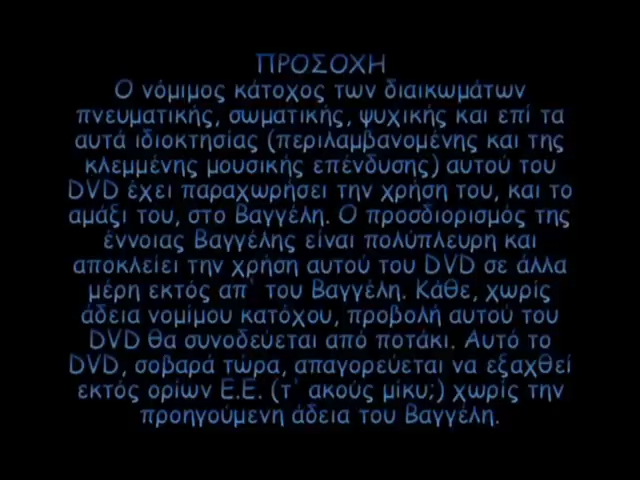 ΠΡΟΣΟΧΗ
Ο νόμιμος κάτοχος των διαικωμάτων
πνευματικής, σωματικής, ψυχικής και επί τα
αυτά ιδιοκτησίας (περιλαμβανομένης και της
κλεμμένης μουσικής επένδυσης) αυτού του
DVD έχει παραχωρήσει την χρήση του, και το
αμάξι του, στο Βαγγέλη. Ο προσδιορισμός της
έννοιας Βαγγέλης είναι πολύπλευρη και
αποκλείει την χρήση αυτού του DVD σε άλλα
μέρη εκτός απ' του Βαγγέλη. Κάθε, χωρίς
άδεια νομίμου κατόχου, προβολή αυτού του
DVD θα συνοδεύεται από ποτάκι. Αυτό το
DVD, σοβαρά τώρα, απαγορεύεται να εξαχθεί
εκτός ορίων Ε.Ε. (τ' ακούς μίκυ;) χωρίς την
προηγούμενη άδεια του Βαγγέλη.